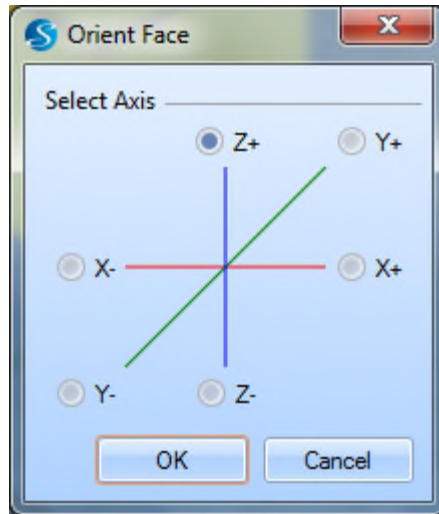 Orient Face
Select Axis
Z+ Y+
X- X+
Y- Z-
OK Cancel